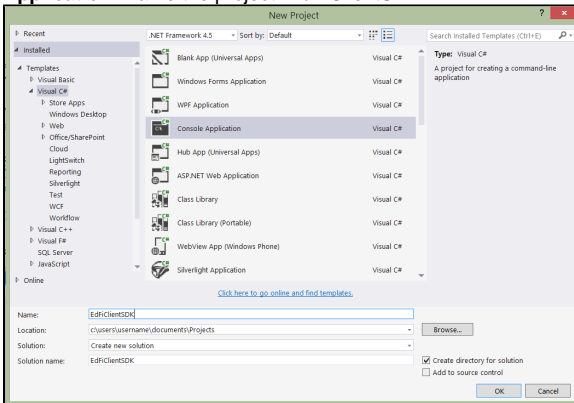 New Project
? ×
Recent
.NET Framework 4.5
Sort by: Default
Search Installed Templates (Ctrl+E)
Installed
Templates
Visual Basic
Visual C#
Store Apps
Windows Desktop
Web
Office/SharePoint
Cloud
LightSwitch
Reporting
Silverlight
Test
WCF
Workflow
Visual C++
Visual F#
SQL Server
JavaScript
Online
Blank App (Universal Apps) Visual C#
Windows Forms Application Visual C#
WPF Application Visual C#
Console Application Visual C#
Hub App (Universal Apps) Visual C#
ASP.NET Web Application Visual C#
Class Library Visual C#
Class Library (Portable) Visual C#
WebView App (Windows Phone) Visual C#
Silverlight Application Visual C#
Click here to go online and find templates.
Type: Visual C#
A project for creating a command-line
application
Name: EdFiClientSDK
Location: c:\users\username\documents\Projects Browse...
Solution: Create new solution
Solution name: EdFiClientSDK
Create directory for solution
Add to source control
OK Cancel